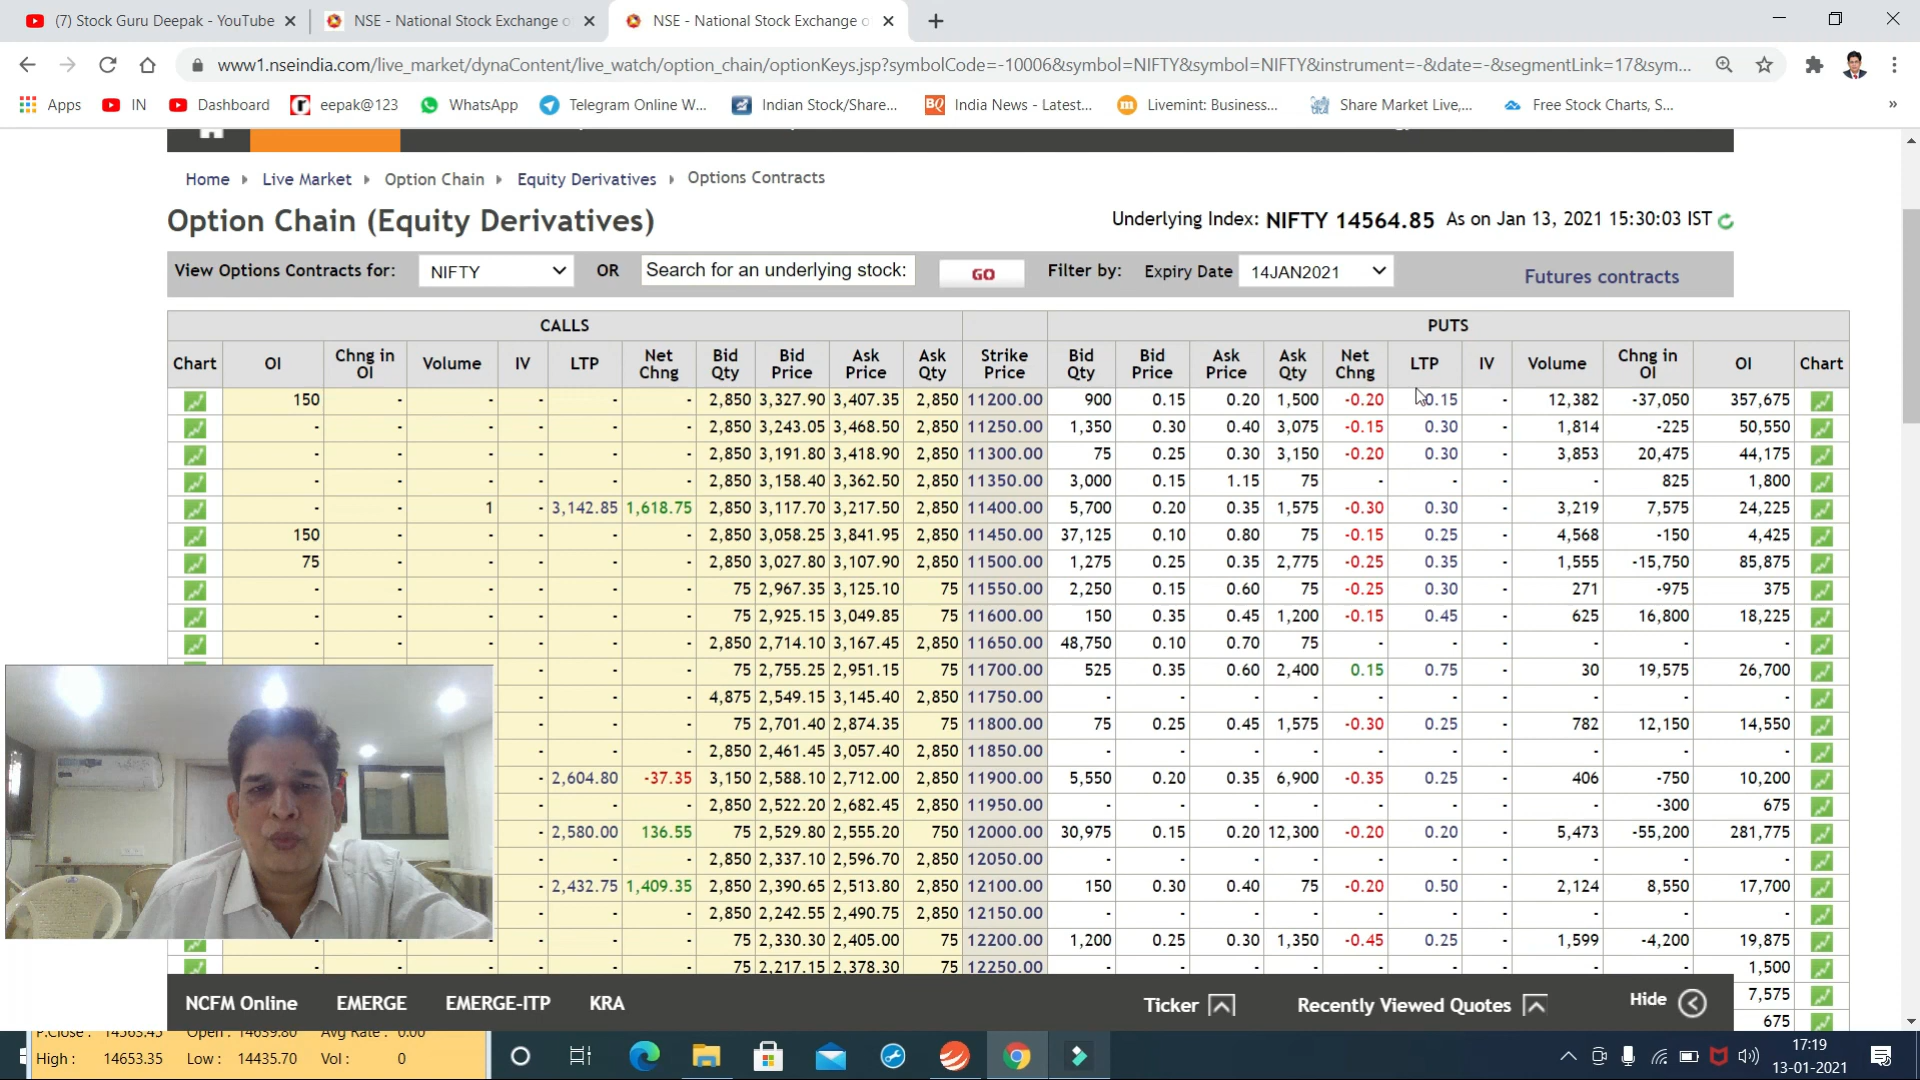 (7) Stock Guru Deepak - YouTube
NSE - National Stock Exchange o
NSE - National Stock Exchange o
www1.nseindia.com/live_market/dynaContent/live_watch/option_chain/optionKeys.jsp?symbolCode=-10006&symbol=NIFTY&symbol=NIFTY&instrument=-&date=-&segmentLink=17&sym...
Apps IN Dashboard eepak@123 WhatsApp Telegram Online W... Indian Stock/Share... BQ India News - Latest... m Livemint: Business... Share Market Live,... Free Stock Charts, S... »
Home Live Market Option Chain Equity Derivatives Options Contracts
Option Chain (Equity Derivatives)
Underlying Index: NIFTY 14564.85 As on Jan 13, 2021 15:30:03 IST
View Options Contracts for: NIFTY OR Search for an underlying stock: GO Filter by: Expiry Date 14JAN2021 Futures contracts
CALLS PUTS
Chart OI Chng in OI Volume IV LTP Net Chng Bid Qty Bid Price Ask Price Ask Qty Strike Price Bid Qty Bid Price Ask Price Ask Qty Net Chng LTP IV Volume Chng in OI OI Chart
150 - - - - - 2,850 3,327.90 3,407.35 2,850 11200.00 900 0.15 0.20 1,500 -0.20 0.15 - 12,382 -37,050 357,675
- - - - - - 2,850 3,243.05 3,468.50 2,850 11250.00 1,350 0.30 0.40 3,075 -0.15 0.30 - 1,814 -225 50,550
- - - - - - 2,850 3,191.80 3,418.90 2,850 11300.00 75 0.25 0.30 3,150 -0.20 0.30 - 3,853 20,475 44,175
- - - - - - 2,850 3,158.40 3,362.50 2,850 11350.00 3,000 0.15 1.15 75 - - - - 825 1,800
- - 1 - 3,142.85 1,618.75 2,850 3,117.70 3,217.50 2,850 11400.00 5,700 0.20 0.35 1,575 -0.30 0.30 - 3,219 7,575 24,225
150 - - - - - 2,850 3,058.25 3,841.95 2,850 11450.00 37,125 0.10 0.80 75 -0.15 0.25 - 4,568 -150 4,425
75 - - - - - 2,850 3,027.80 3,107.90 2,850 11500.00 1,275 0.25 0.35 2,775 -0.25 0.35 - 1,555 -15,750 85,875
- - - - - - 75 2,967.35 3,125.10 75 11550.00 2,250 0.15 0.60 75 -0.25 0.30 - 271 -975 375
- - - - - - 75 2,925.15 3,049.85 75 11600.00 150 0.35 0.45 1,200 -0.15 0.45 - 625 16,800 18,225
- - - - - - 2,850 2,714.10 3,167.45 2,850 11650.00 48,750 0.10 0.70 75 - - - - - -
- - - 75 2,755.25 2,951.15 75 11700.00 525 0.35 0.60 2,400 0.15 0.75 - 30 19,575 26,700
- - - 4,875 2,549.15 3,145.40 2,850 11750.00 - - - - - - - - - -
- - - 75 2,701.40 2,874.35 75 11800.00 75 0.25 0.45 1,575 -0.30 0.25 - 782 12,150 14,550
- - - 2,850 2,461.45 3,057.40 2,850 11850.00 - - - - - - - - - -
- 2,604.80 -37.35 3,150 2,588.10 2,712.00 2,850 11900.00 5,550 0.20 0.35 6,900 -0.35 0.25 - 406 -750 10,200
- - - 2,850 2,522.20 2,682.45 2,850 11950.00 - - - - - - - - -300 675
- 2,580.00 136.55 75 2,529.80 2,555.20 750 12000.00 30,975 0.15 0.20 12,300 -0.20 0.20 - 5,473 -55,200 281,775
- - - 2,850 2,337.10 2,596.70 2,850 12050.00 - - - - - - - - - -
- 2,432.75 1,409.35 2,850 2,390.65 2,513.80 2,850 12100.00 150 0.30 0.40 75 -0.20 0.50 - 2,124 8,550 17,700
- - - 2,850 2,242.55 2,490.75 2,850 12150.00 - - - - - - - - - -
- - - 75 2,330.30 2,405.00 75 12200.00 1,200 0.25 0.30 1,350 -0.45 0.25 - 1,599 -4,200 19,875
- - - 75 2,217.15 2,378.30 75 12250.00 - - - - - - - - - 1,500
7,575
675
NCFM Online EMERGE EMERGE-ITP KRA Ticker Recently Viewed Quotes Hide
P.Close : 14563.45 Open : 14639.80 Avg Rate : 0.00
High : 14653.35 Low : 14435.70 Vol : 0
17:19
13-01-2021